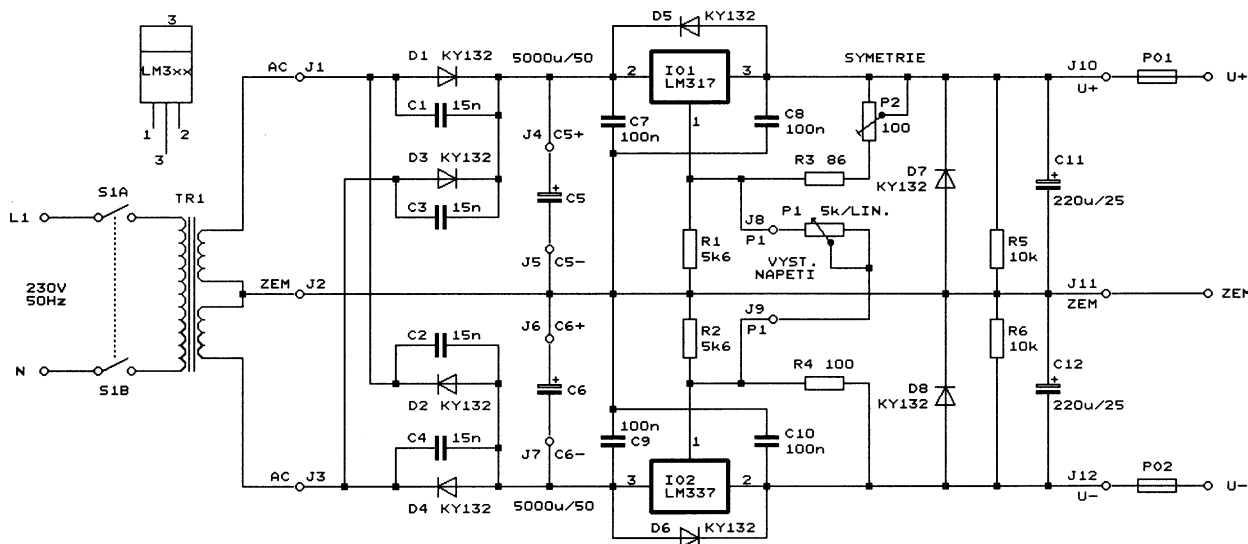 3
LM3××
1
2
3
S1A
L1
TR1
230V
50Hz
N
S1B
AC
J1
ZEM
J2
AC
J3
D1 KY132
C1
15n
D3
KY132
C3
15n
C2
15n
D2
KY132
C4
15n
D4
KY132
5000u/50
J4
C5+
+
C5
J5
C5-
J6
C6+
+
C6
J7
C6-
5000u/50
D5
KY132
2
IO1
LM317
3
1
C7
100n
C8
100n
R1
5k6
R2
5k6
100n
C9
C10
100n
1
3
IO2
LM337
2
D6
KY132
SYMETRIE
P2
100
R3 86
J8
P1
P1
5k/LIN.
VYST.
NAPETI
J9
P1
R4 100
D7
KY132
D8
KY132
R5
10k
R6
10k
C11
+
220u/25
C12
+
220u/25
J10
U+
PO1
U+
J11
ZEM
ZEM
J12
U-
PO2
U-